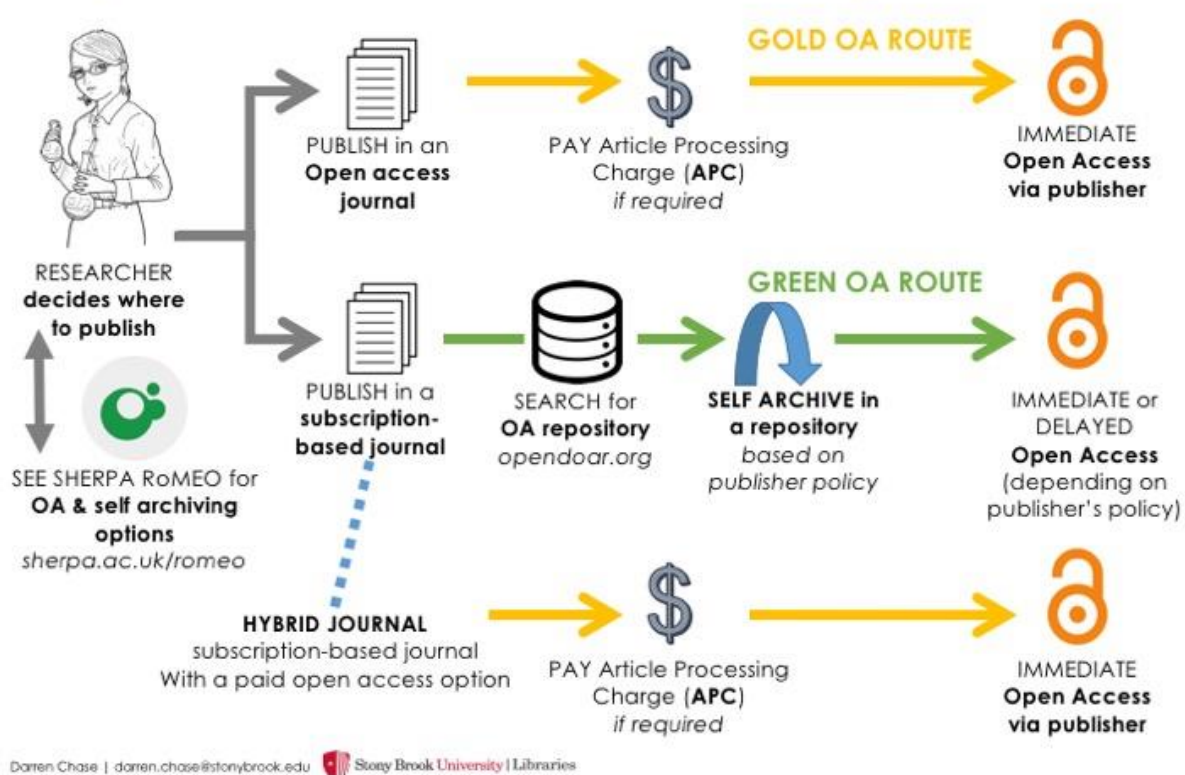 GOLD OA ROUTE
PUBLISH in an
Open access
journal
PAY Article Processing
Charge (APC)
if required
IMMEDIATE
Open Access
via publisher
RESEARCHER
decides where
to publish
SEE SHERPA RoMEO for
OA & self archiving
options
sherpa.ac.uk/romeo
GREEN OA ROUTE
PUBLISH in a
subscription-
based journal
SEARCH for
OA repository
opendoar.org
SELF ARCHIVE in
a repository
based on
publisher policy
IMMEDIATE or
DELAYED
Open Access
(depending on
publisher's policy)
HYBRID JOURNAL
subscription-based journal
With a paid open access option
PAY Article Processing
Charge (APC)
if required
IMMEDIATE
Open Access
via publisher
Darren Chase | darren.chase@stonybrook.edu
Stony Brook University | Libraries